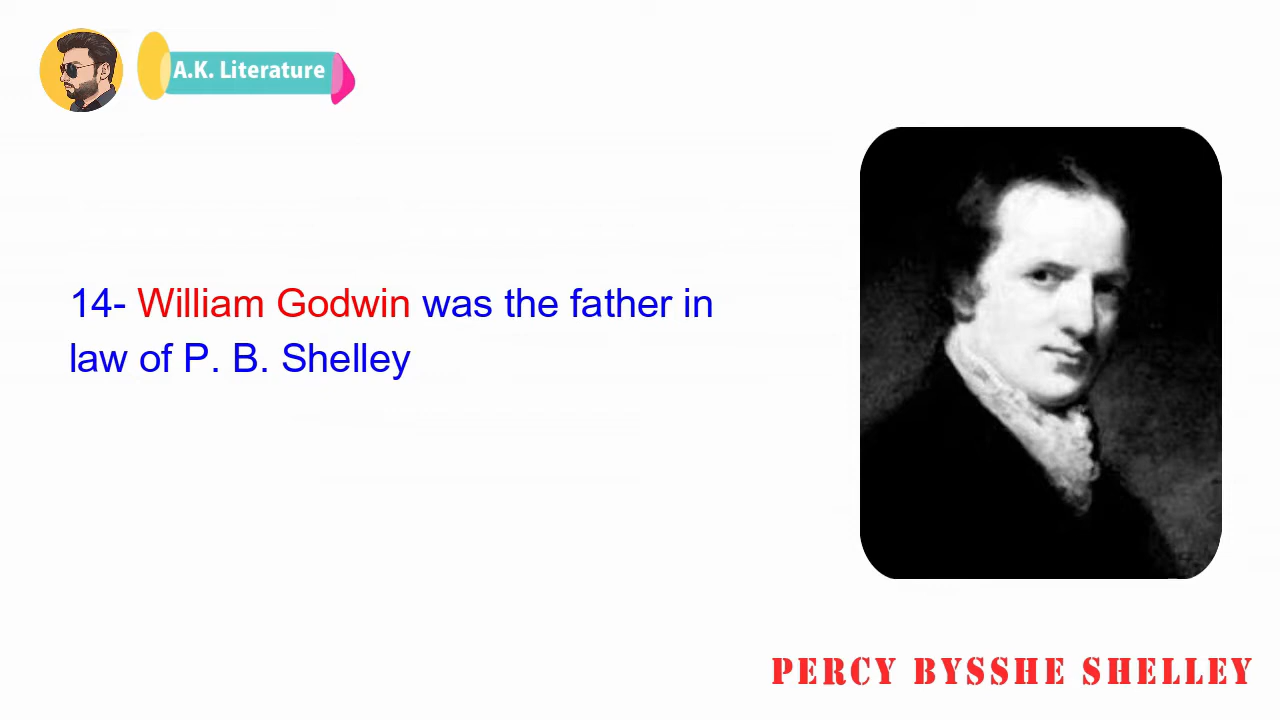 A.K. Literature
14- William Godwin was the father in
law of P. B. Shelley
PERCY BYSSHE SHELLEY